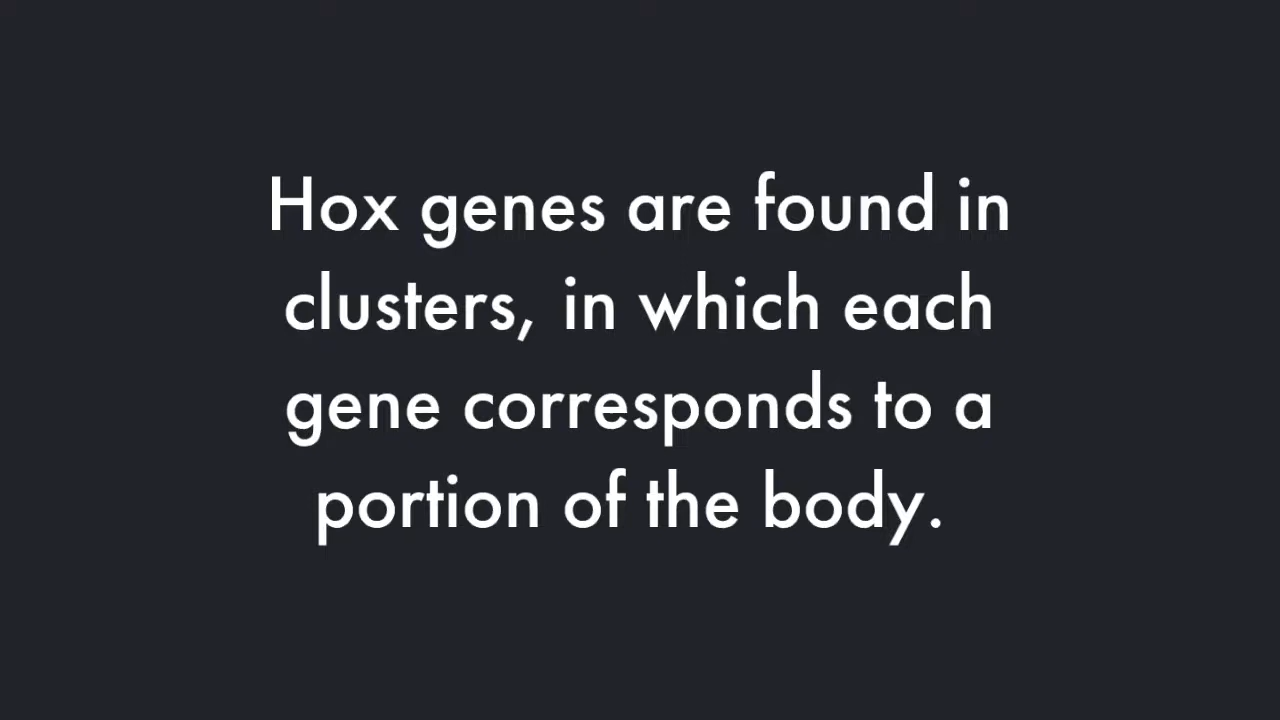 Hox genes are found in
clusters, in which each
gene corresponds to a
portion of the body.